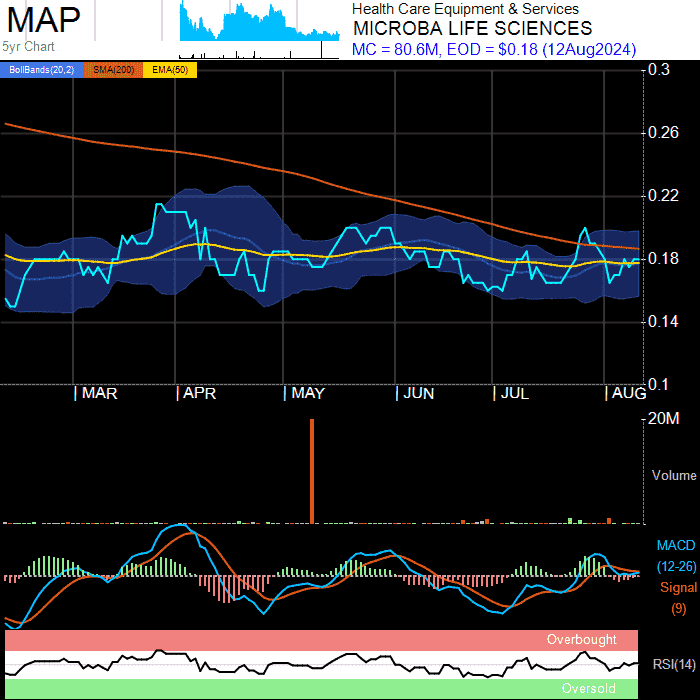 MAP
5yr Chart
Health Care Equipment & Services
MICROBA LIFE SCIENCES
MC = 80.6M, EOD = $0.18 (12Aug2024)
BollBands(20,2) SMA(200) EMA(50)
0.3
0.26
0.22
0.18
0.14
0.1
MAR APR MAY JUN JUL AUG
20M
Volume
MACD
(12-26)
Signal
(9)
Overbought
RSI(14)
Oversold